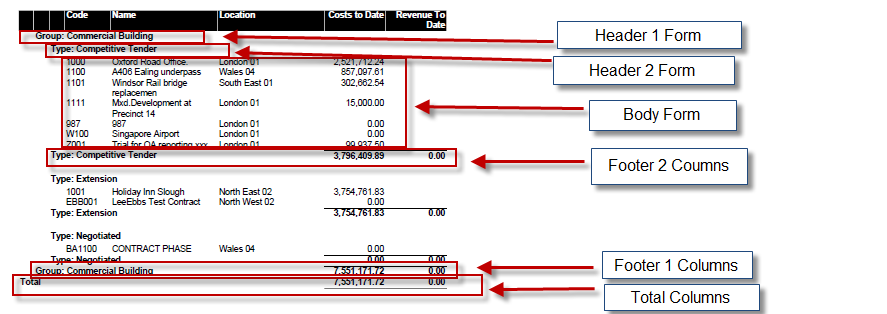 Code Name Location Costs to Date Revenue To Date
Group: Commercial Building
Header 1 Form
Type: Competitive Tender
Header 2 Form
1000 Oxford Road Office. London 01 2,521,712.24
1100 A406 Ealing underpass Wales 04 857,097.61
1101 Windsor Rail bridge South East 01 302,662.54
replacemen
1111 Mxd.Development at London 01 15,000.00
Precinct 14
Body Form
987 987 London 01 0.00
W100 Singapore Airport London 01 0.00
Z001 Trial for QA reporting xxx London 01 99,937.50
Type: Competitive Tender 3,796,409.89 0.00
Footer 2 Coumns
Type: Extension
1001 Holiday Inn Slough North East 02 3,754,761.83
EBB001 LeeEbbs Test Contract North West 02 0.00
Type: Extension 3,754,761.83 0.00
Type: Negotiated
BA1100 CONTRACT PHASE Wales 04 0.00
Type: Negotiated 0.00 0.00
Group: Commercial Building 7,551,171.72 0.00
Footer 1 Columns
Total 7,551,171.72 0.00
Total Columns